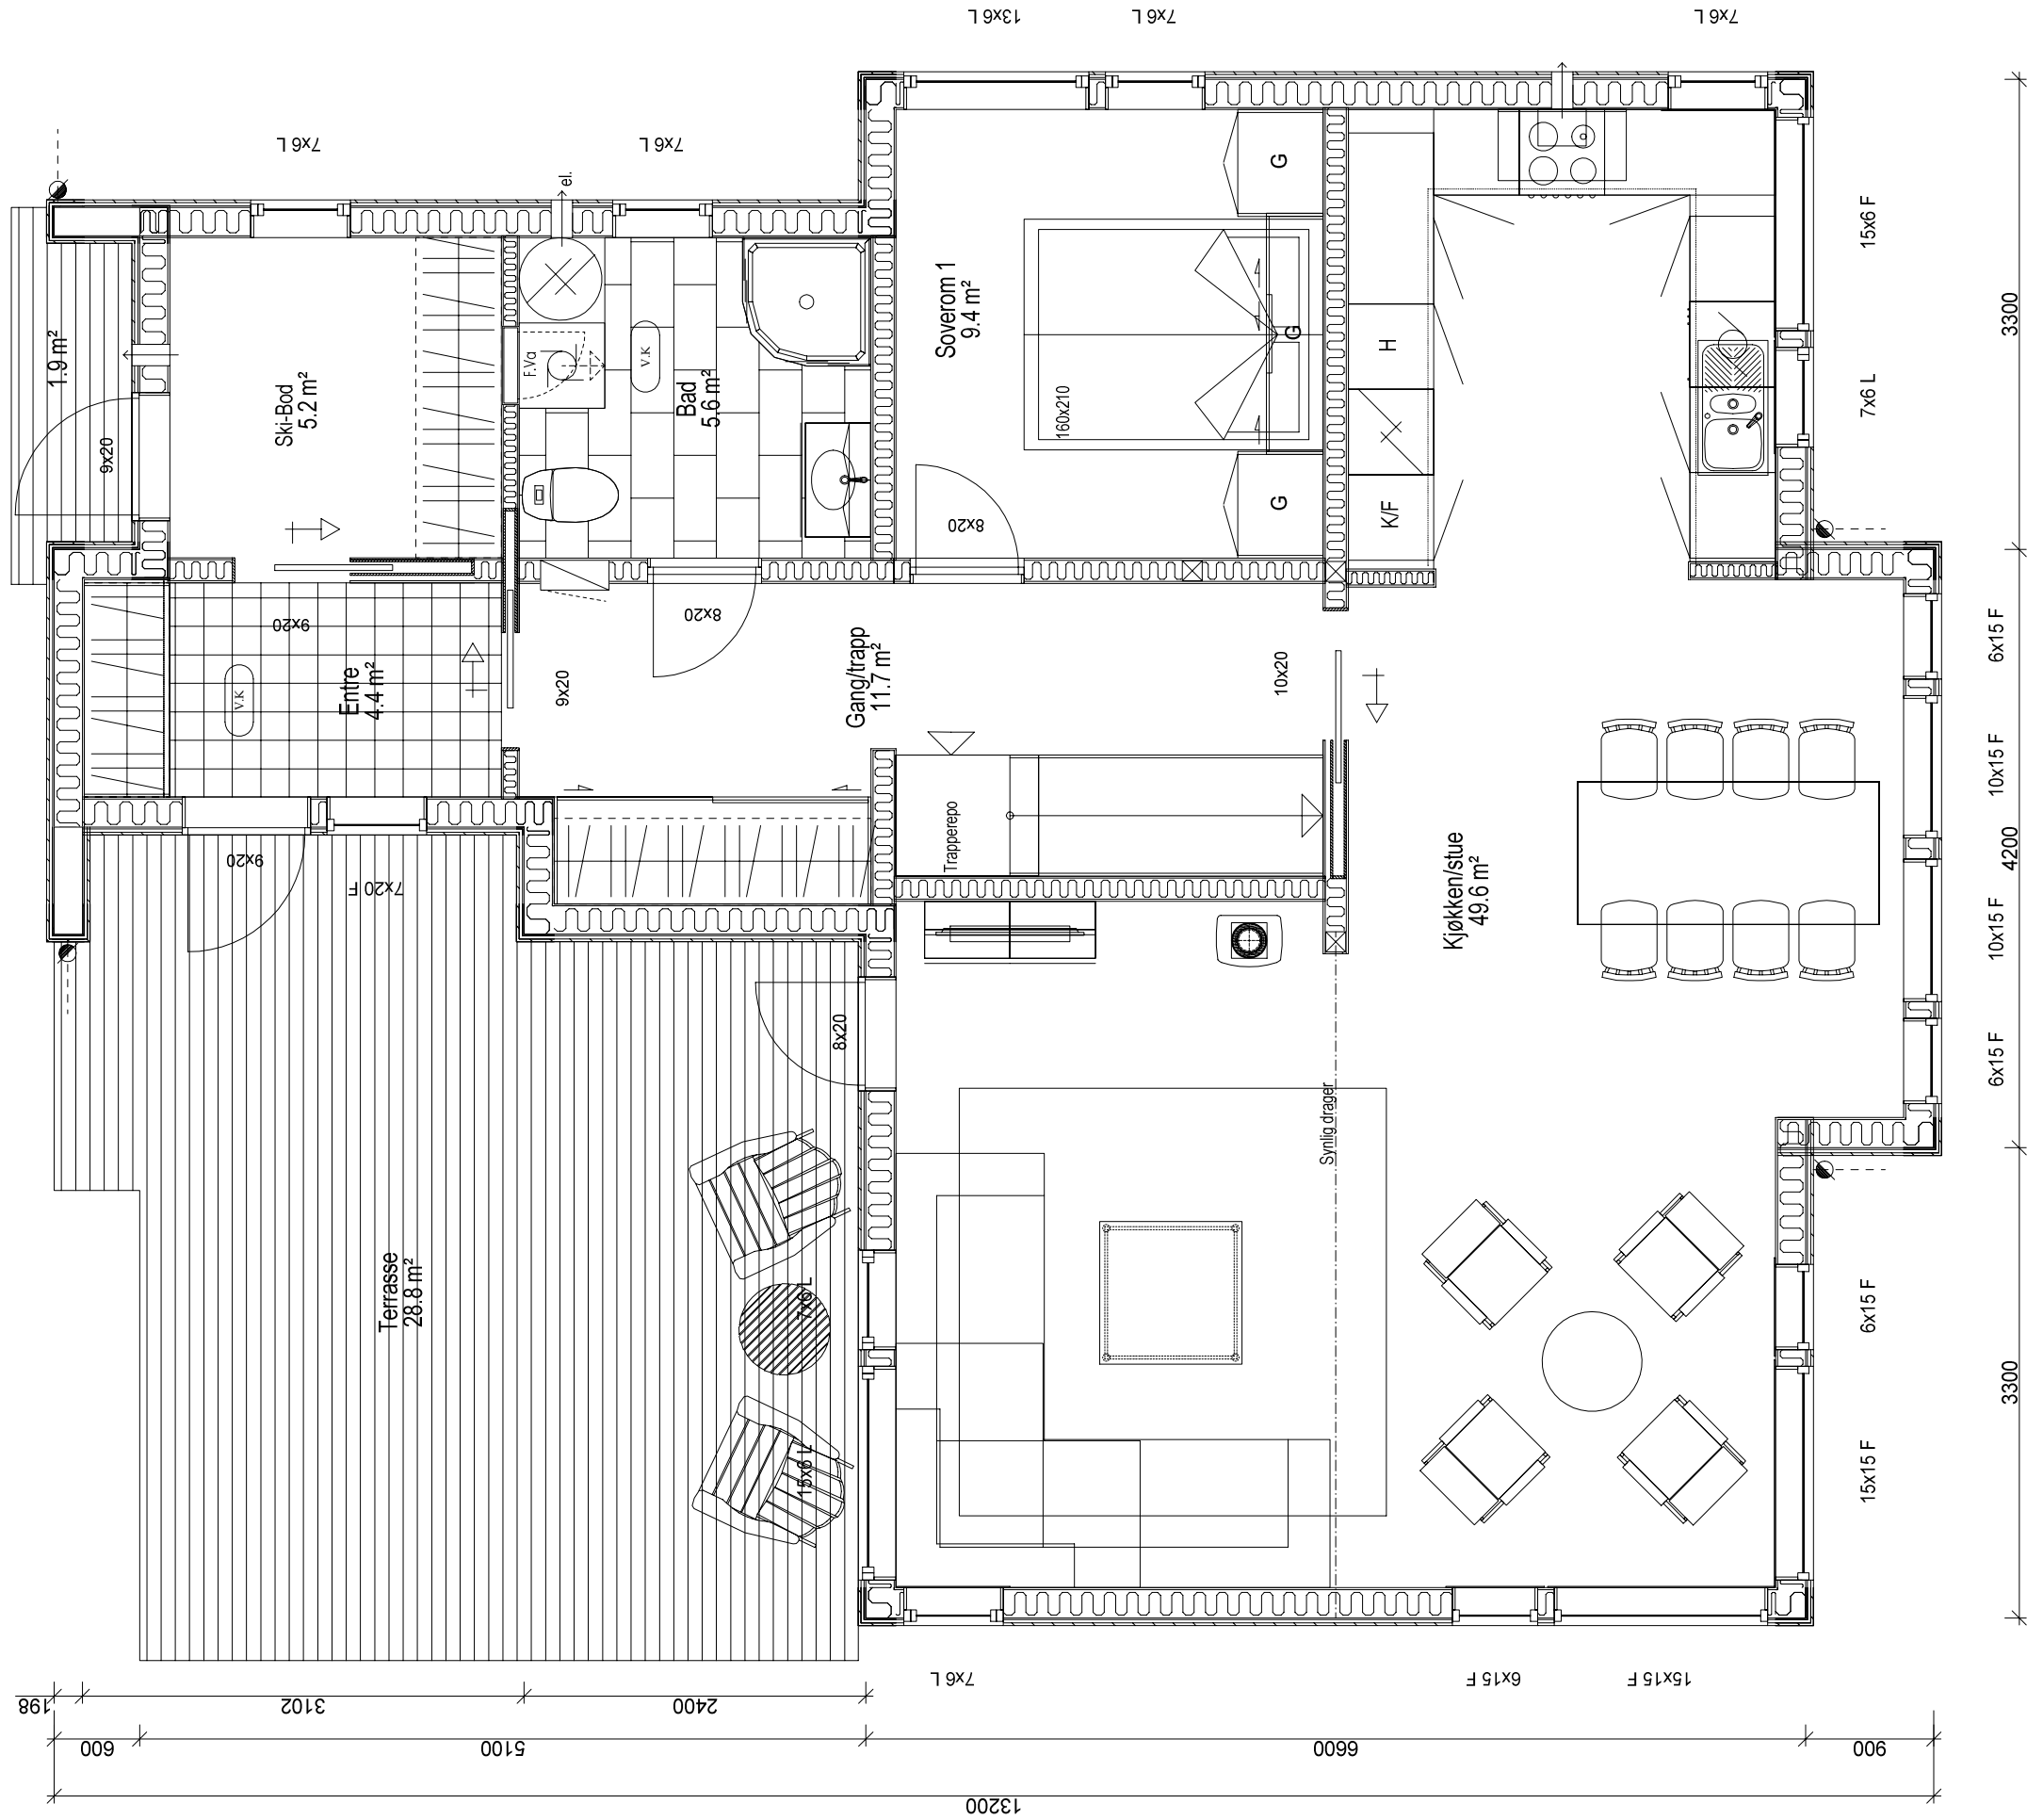 13x6 L
7x6 L
7x6 L
7x6 L
7x6 L
el.
1.9 m²
9x20
Ski-Bod
5.2 m²
F.Va
V.K
Bad
5.6 m²
Soverom 1
9.4 m²
160x210
G
G
G
H
K/F
15x6 F
7x6 L
3300
8x20
9x20
V.K
Entre
4.4 m²
9x20
8x20
Gang/trapp
11.7 m²
10x20
6x15 F
10x15 F
4200
10x15 F
6x15 F
9x20
7x20 F
Trapperepo
Kjøkken/stue
49.6 m²
8x20
Synlig drager
Terrasse
28.8 m²
7x6 L
15x6 L
6x15 F
15x15 F
3300
7x6 L
6x15 F
15x15 F
198
3102
2400
600
5100
6600
900
13200